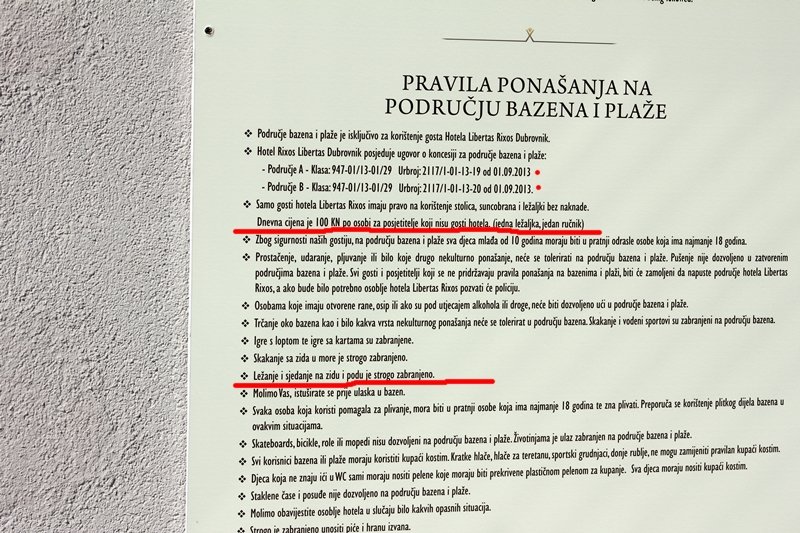 PRAVILA PONAŠANJA NA
PODRUČJU BAZENA I PLAŽE
❖ Područje bazena i plaže je isključivo za korištenje gosta Hotela Libertas Rixos Dubrovnik.
❖ Hotel Rixos Libertas Dubrovnik posjeduje ugovor o koncesiji za područje bazena i plaže:
- Područje A - Klasa: 947-01/13-01/29 Urbroj: 2117/1-01-13-19 od 01.09.2013
- Područje B - Klasa: 947-01/13-01/29 Urbroj: 2117/1-01-13-20 od 01.09.2013.
❖ Samo gosti hotela Libertas Rixos imaju pravo na korištenje stolica, suncobrana i ležaljki bez naknade.
Dnevna cijena je 100 KN po osobi za posjetitelje koji nisu gosti hotela. (jedna ležaljka, jedan ručnik)
❖ Zbog sigurnosti naših gostiju, na području bazena i plaže sva djeca mlađa od 10 godina moraju biti u pratnji odrasle osobe koja ima najmanje 18 godina.
❖ Prostačenje, udaranje, pljuvanje ili bilo koje drugo nekulturno ponašanje, neće se tolerirati na području bazena i plaže. Pušenje nije dozvoljeno u zatvorenim
područjima bazena i plaže. Svi gosti i posjetitelji koji se ne pridržavaju pravila ponašanja na bazenima i plaži, biti će zamoljeni da napuste područje hotela Libertas
Rixos, a ako bude bilo potrebno osoblje hotela Libertas Rixos pozvati će policiju.
❖ Osobama koje imaju otvorene rane, osip ili ako su pod utjecajem alkohola ili droge, neće biti dozvoljeno ući u područje bazena i plaže.
❖ Trčanje oko bazena kao i bilo kakva vrsta nekulturnog ponašanja neće se tolerirat u području bazena. Skakanje i vodeni sportovi su zabranjeni na području bazena.
❖ Igre s loptom te igre sa kartama su zabranjene.
❖ Skakanje sa zida u more je strogo zabranjeno.
❖ Ležanje i sjedanje na zidu i podu je strogo zabranjeno.
❖ Molimo Vas, istuširate se prije ulaska u bazen.
❖ Svaka osoba koja koristi pomagala za plivanje, mora biti u pratnji osobe koja ima najmanje 18 godina te zna plivati. Preporuča se korištenje plitkog dijela bazena u
ovakvim situacijama.
❖ Skateboards, bicikle, role ili mopedi nisu dozvoljeni na području bazena i plaže. Životinjama je ulaz zabranjen na područje bazena i plaže.
❖ Svi korisnici bazena ili plaže moraju koristiti kupaći kostim. Kratke hlače, hlače za teretanu, sportski grudnjaci, donje rublje, ne mogu zamijeniti pravilan kupaći kostim.
❖ Djeca koja ne znaju ići u WC sami moraju nositi pelene koje moraju biti prekrivene plastičnom pelenom za kupanje. Sva djeca moraju nositi kupaći kostim.
❖ Staklene čaše i posuđe nije dozvoljeno na području bazena i plaže.
❖ Molimo obavijestite osoblje hotela u slučaju bilo kakvih opasnih situacija.
❖ Strogo je zabranjeno unositi piće i hranu izvana.